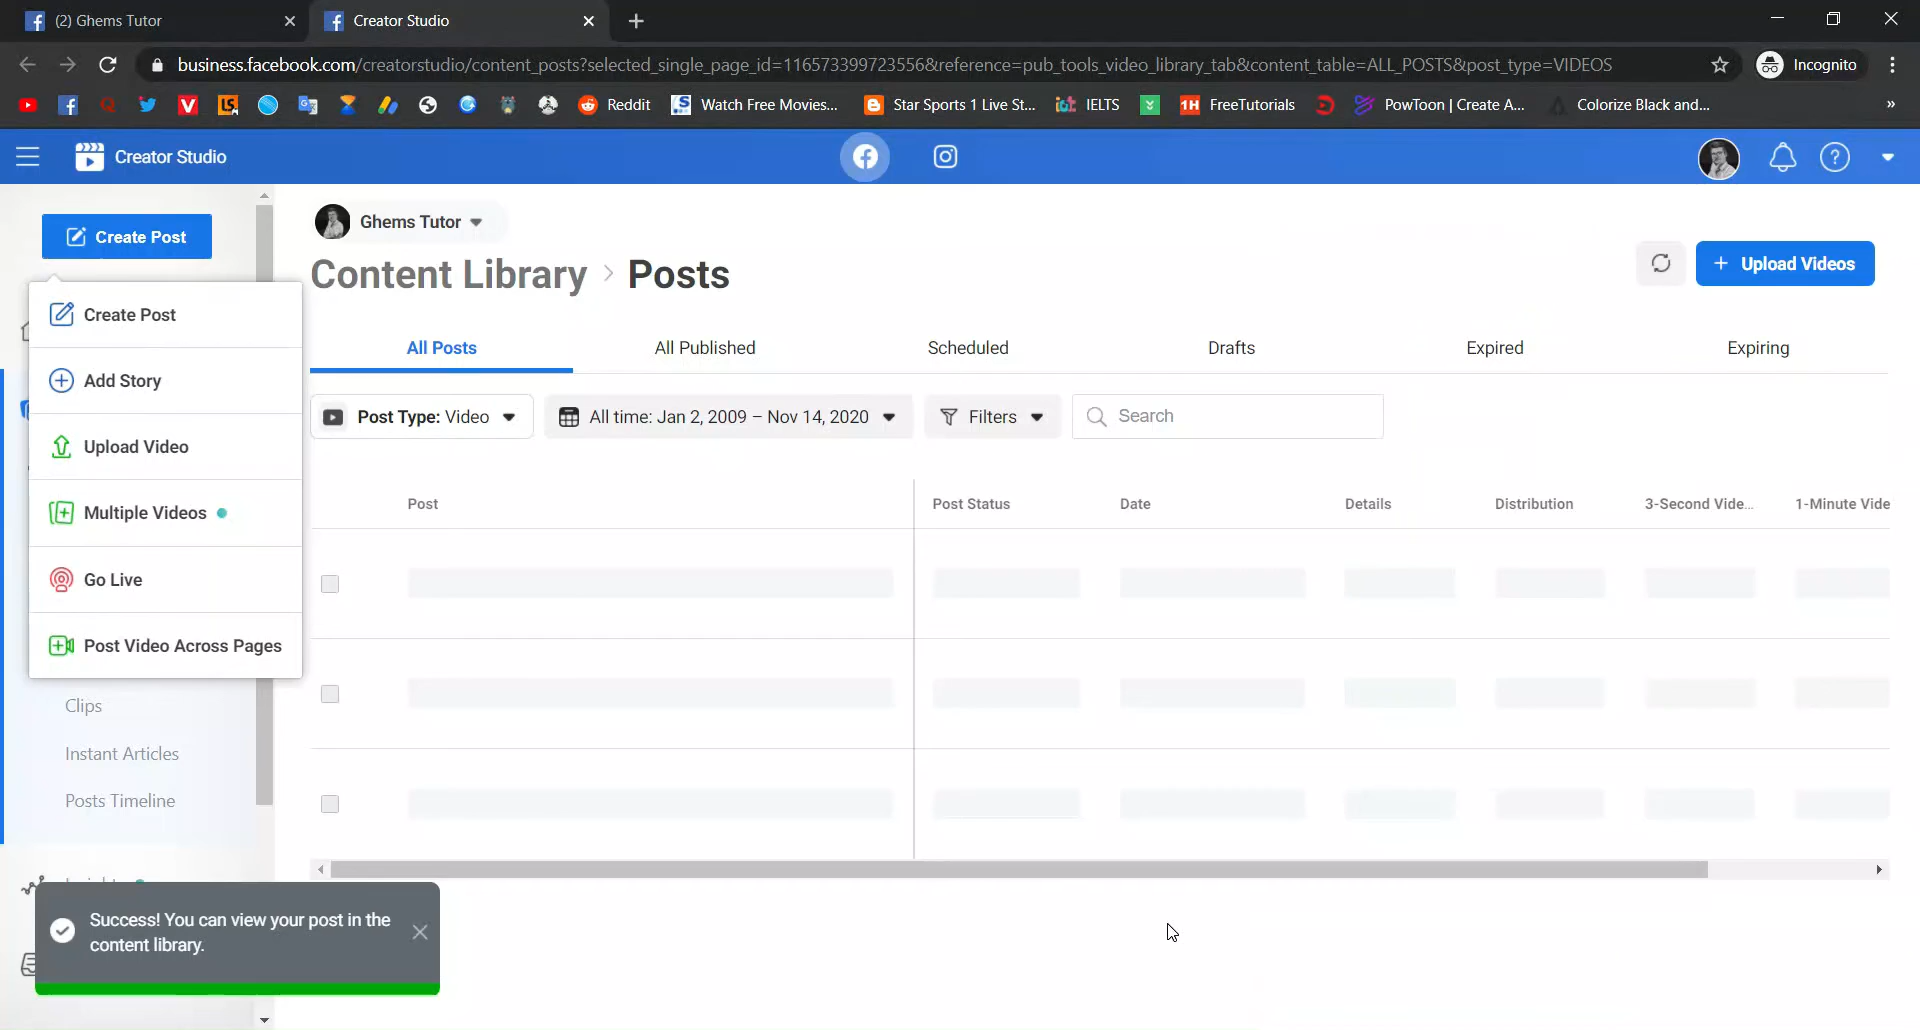 (2) Ghems Tutor
Creator Studio
business.facebook.com/creatorstudio/content_posts?selected_single_page_id=116573399723556&reference=pub_tools_video_library_tab&content_table=ALL_POSTS&post_type=VIDEOS
Incognito
Reddit
Watch Free Movies...
Star Sports 1 Live St...
IELTS
FreeTutorials
PowToon | Create A...
Colorize Black and...
»
Creator Studio
Create Post
Ghems Tutor
Content Library > Posts
+ Upload Videos
Create Post
Add Story
Upload Video
Multiple Videos
Go Live
Post Video Across Pages
Clips
Instant Articles
Posts Timeline
All Posts
All Published
Scheduled
Drafts
Expired
Expiring
Post Type: Video
All time: Jan 2, 2009 – Nov 14, 2020
Filters
Search
Post
Post Status
Date
Details
Distribution
3-Second Vide...
1-Minute Vide
Success! You can view your post in the
content library.